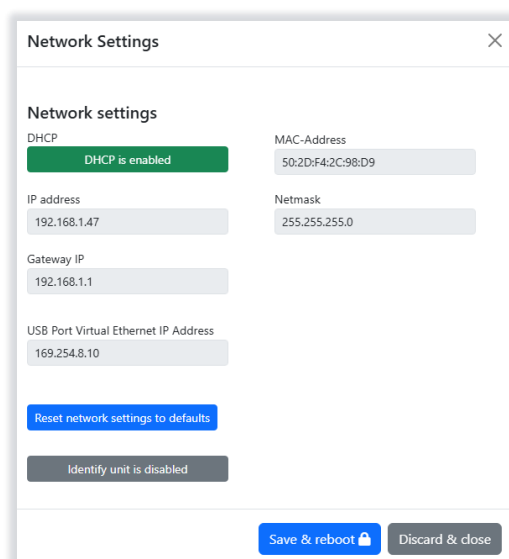 Network Settings
Network settings
DHCP
DHCP is enabled
MAC-Address
50:2D:F4:2C:98:D9
IP address
192.168.1.47
Netmask
255.255.255.0
Gateway IP
192.168.1.1
USB Port Virtual Ethernet IP Address
169.254.8.10
Reset network settings to defaults
Identify unit is disabled
Save & reboot
Discard & close